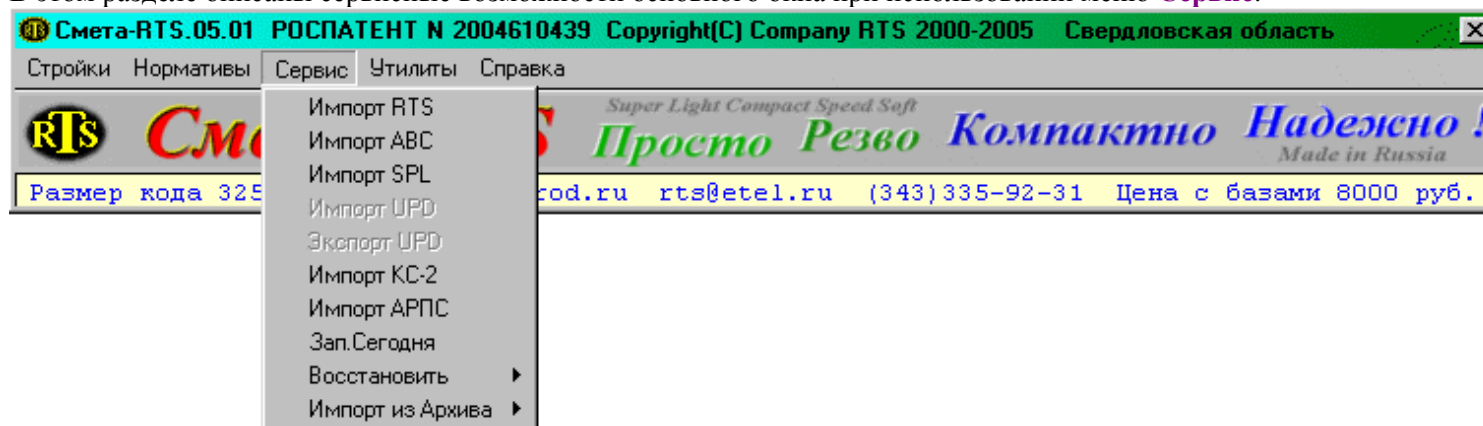 Смета-RTS.05.01 РОСПАТЕНТ N 2004610439 Copyright(C) Company RTS 2000-2005 Свердловская область
Стройки Нормативы Сервис Утилиты Справка
RTS
Super Light Compact Speed Soft
Просто Резво Компактно Надежно !
Made in Russia
Размер кода 325 rts@etel.ru (343)335-92-31 Цена с базами 8000 руб.
Импорт RTS
Импорт ABC
Импорт SPL
Импорт UPD
Экспорт UPD
Импорт КС-2
Импорт АРПС
Зап.Сегодня
Восстановить
Импорт из Архива